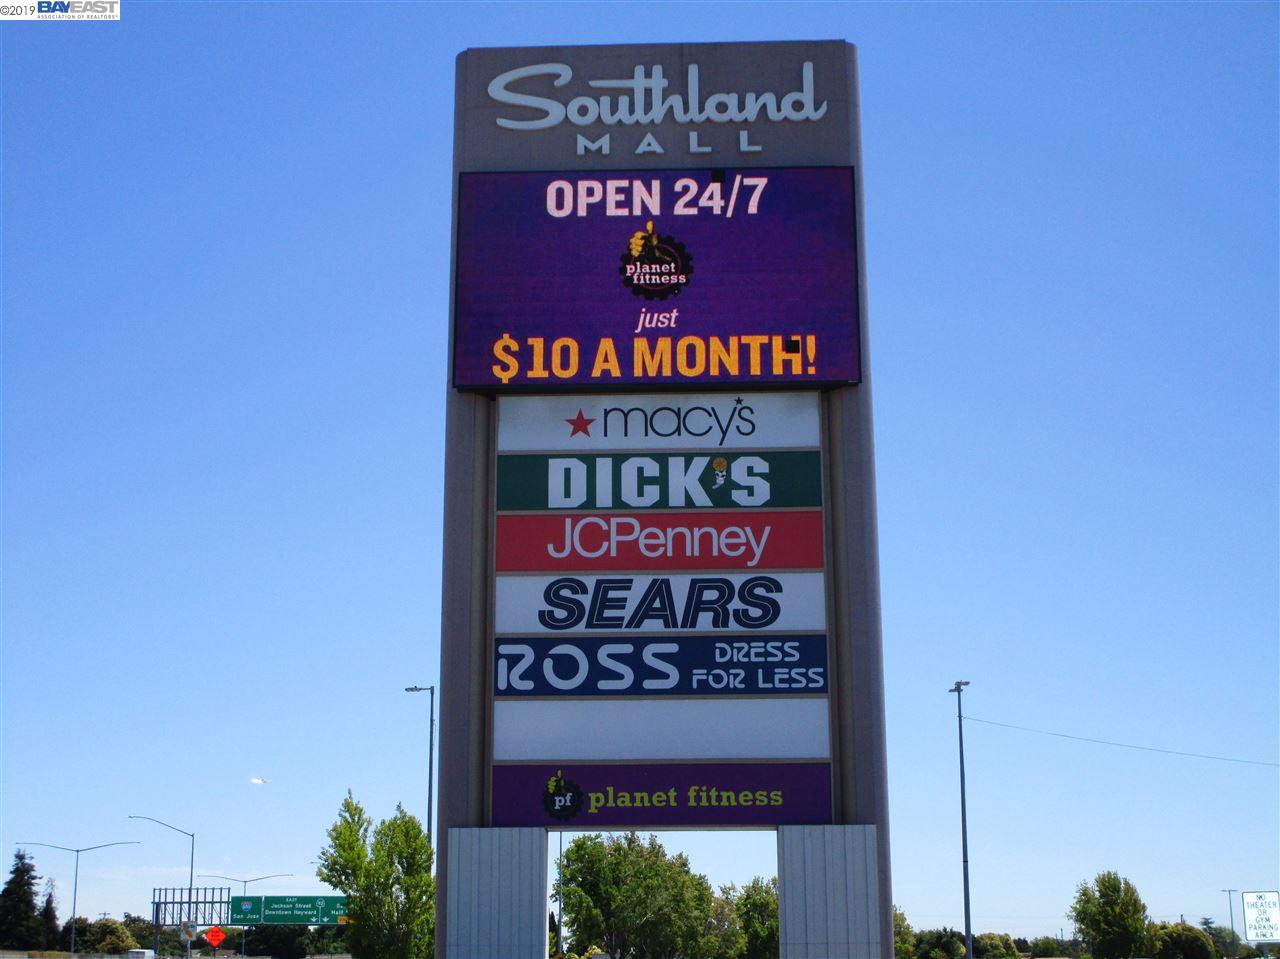 ©2019 BAYEAST
ASSOCIATION OF REALTORS®
Southland
MALL
OPEN 24/7
planet
fitness
just
$10 A MONTH!
macy's
DICK'S
JCPenney
SEARS
ROSS DRESS
FOR LESS
pf planet fitness
San Jose
EAST
Jackson Street
Downtown Hayward
NO
THEATER
OR
GYM
PARKING
AREA